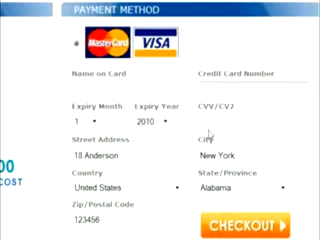 PAYMENT METHOD
MasterCard VISA
Name on Card Credit Card Number
Expiry Month Expiry Year CVV/CV2
1 2010
Street Address City
18 Anderson New York
Country State/Province
United States Alabama
Zip/Postal Code
123456
CHECKOUT
00
COST